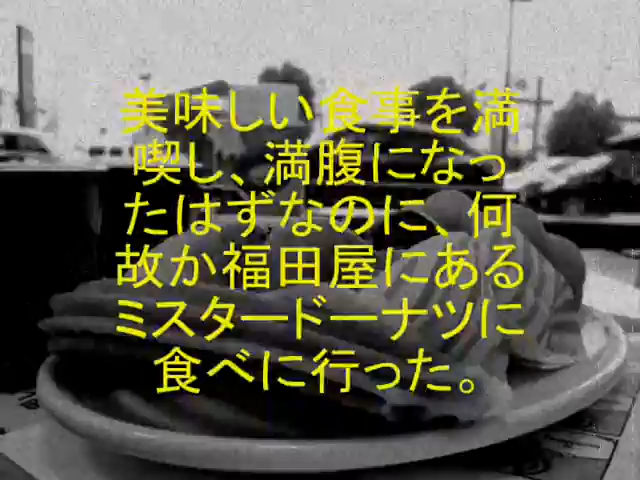 美味しい食事を満
喫し、満腹になっ
たはずなのに、何
故か福田屋にある
ミスタードーナツに
食べに行った。